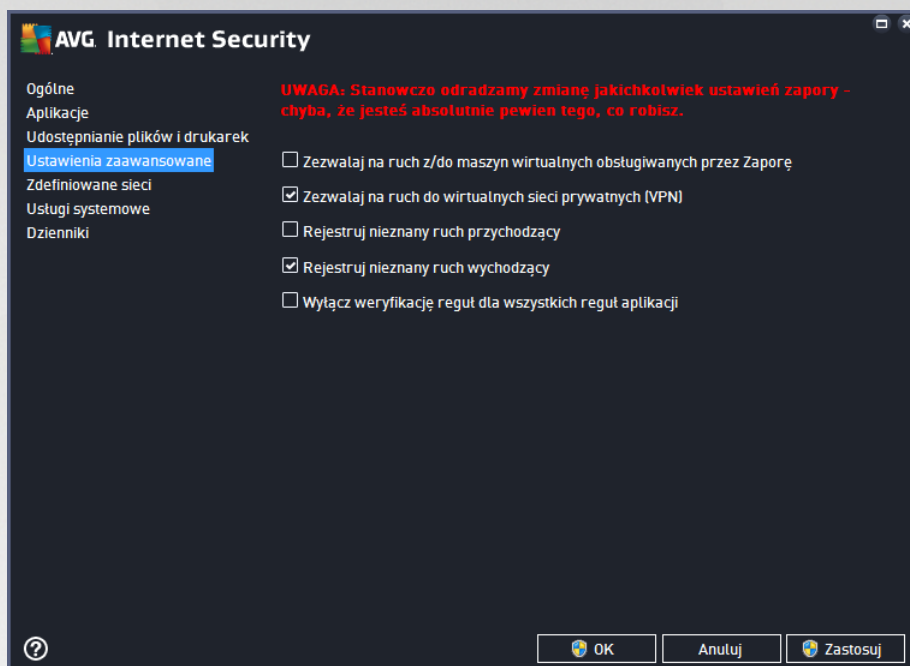 AVG. Internet Security
Ogólne
Aplikacje
Udostępnianie plików i drukarek
Ustawienia zaawansowane
Zdefiniowane sieci
Usługi systemowe
Dzienniki
UWAGA: Stanowczo odradzamy zmianę jakichkolwiek ustawień zapory -
chyba, że jesteś absolutnie pewien tego, co robisz.
Zezwalaj na ruch z/do maszyn wirtualnych obsługiwanych przez Zaporę
Zezwalaj na ruch do wirtualnych sieci prywatnych (VPN)
Rejestruj nieznany ruch przychodzący
Rejestruj nieznany ruch wychodzący
Wyłącz weryfikację reguł dla wszystkich reguł aplikacji
?
OK
Anuluj
Zastosuj